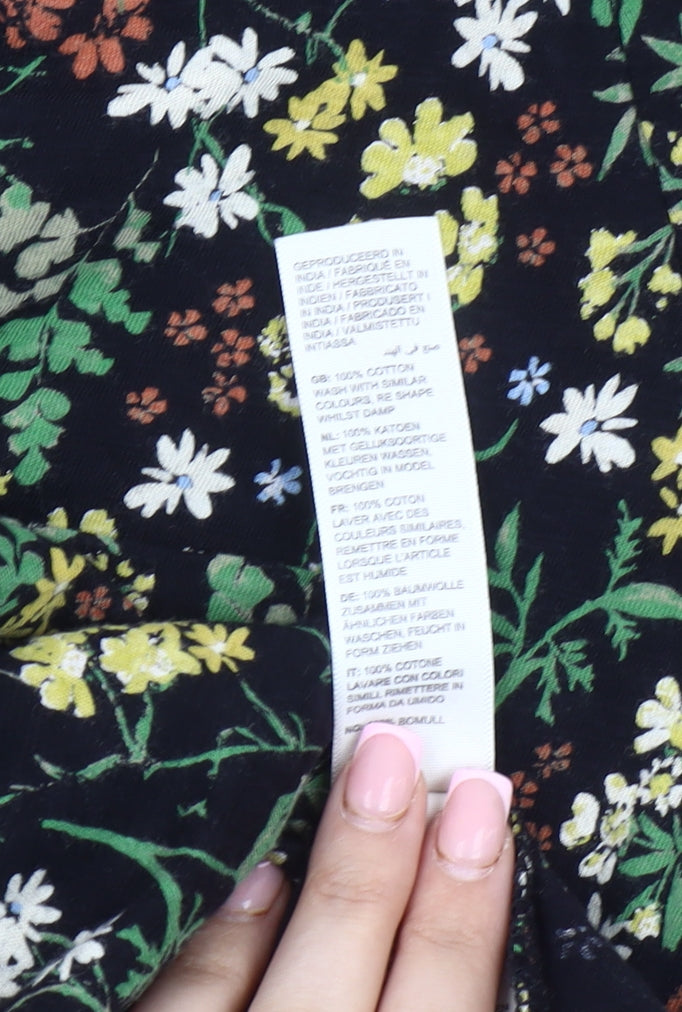 GEPRODUCEERD IN
INDIA / FABRIQUÉ EN
INDE / HERGESTELLT IN
INDIEN / FABBRICATO
IN INDIA / PRODUSERT I
INDIA / FABRICADO EN
INDIA / VALMISTETTU
INTIASSA
صنع في الهند
GB: 100% COTTON
WASH WITH SIMILAR
COLOURS, RE SHAPE
WHILST DAMP
NL: 100% KATOEN
MET GELIJKSOORTIGE
KLEUREN WASSEN,
VOCHTIG IN MODEL
BRENGEN
FR: 100% COTON
LAVER AVEC DES
COULEURS SIMILAIRES,
REMETTRE EN FORME
LORSQUE L'ARTICLE
EST HUMIDE
DE: 100% BAUMWOLLE
ZUSAMMEN MIT
ÄHNLICHEN FARBEN
WASCHEN, FEUCHT IN
FORM ZIEHEN
IT: 100% COTONE
LAVARE CON COLORI
SIMILI RIMETTERE IN
FORMA DA UMIDO
NO: 100% BOMULL